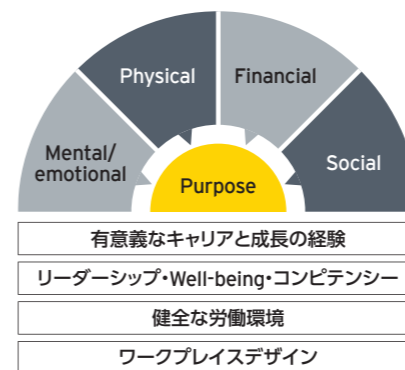 Physical
Financial
Mental/
emotional
Social
Purpose
有意義なキャリアと成長の経験
リーダーシップ・Well-being・コンピテンシー
健全な労働環境
ワークプレイスデザイン